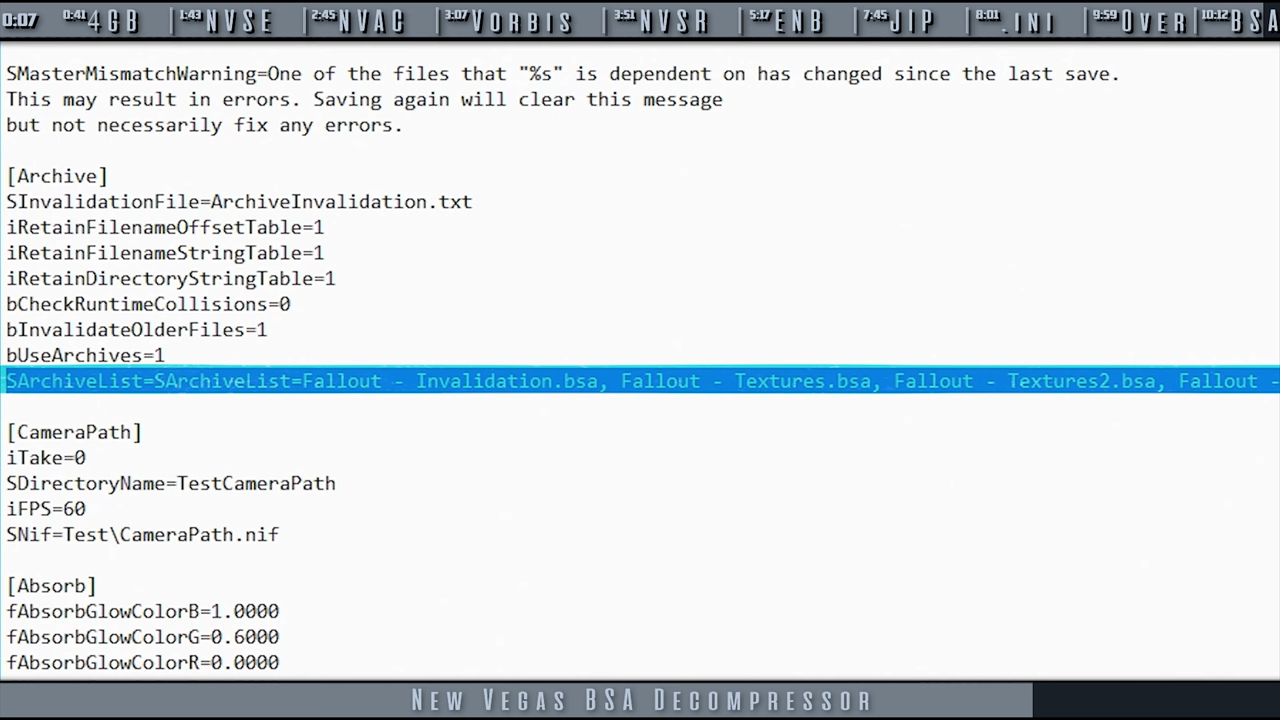 0:07 0:41 4GB 1:43 NVSE 2:45 NVAC 3:07 VORBIS 3:51 NVSR 5:17 ENB 7:45 JIP 8:01 .INI 9:59 OVER 10:12 BSA
SMasterMismatchWarning=One of the files that "%s" is dependent on has changed since the last save.
This may result in errors. Saving again will clear this message
but not necessarily fix any errors.
[Archive]
SInvalidationFile=ArchiveInvalidation.txt
iRetainFilenameOffsetTable=1
iRetainFilenameStringTable=1
iRetainDirectoryStringTable=1
bCheckRuntimeCollisions=0
bInvalidateOlderFiles=1
bUseArchives=1
SArchiveList=SArchiveList=Fallout - Invalidation.bsa, Fallout - Textures.bsa, Fallout - Textures2.bsa, Fallout -
[CameraPath]
iTake=0
SDirectoryName=TestCameraPath
iFPS=60
SNif=Test\CameraPath.nif
[Absorb]
fAbsorbGlowColorB=1.0000
fAbsorbGlowColorG=0.6000
fAbsorbGlowColorR=0.0000
NEW VEGAS BSA DECOMPRESSOR